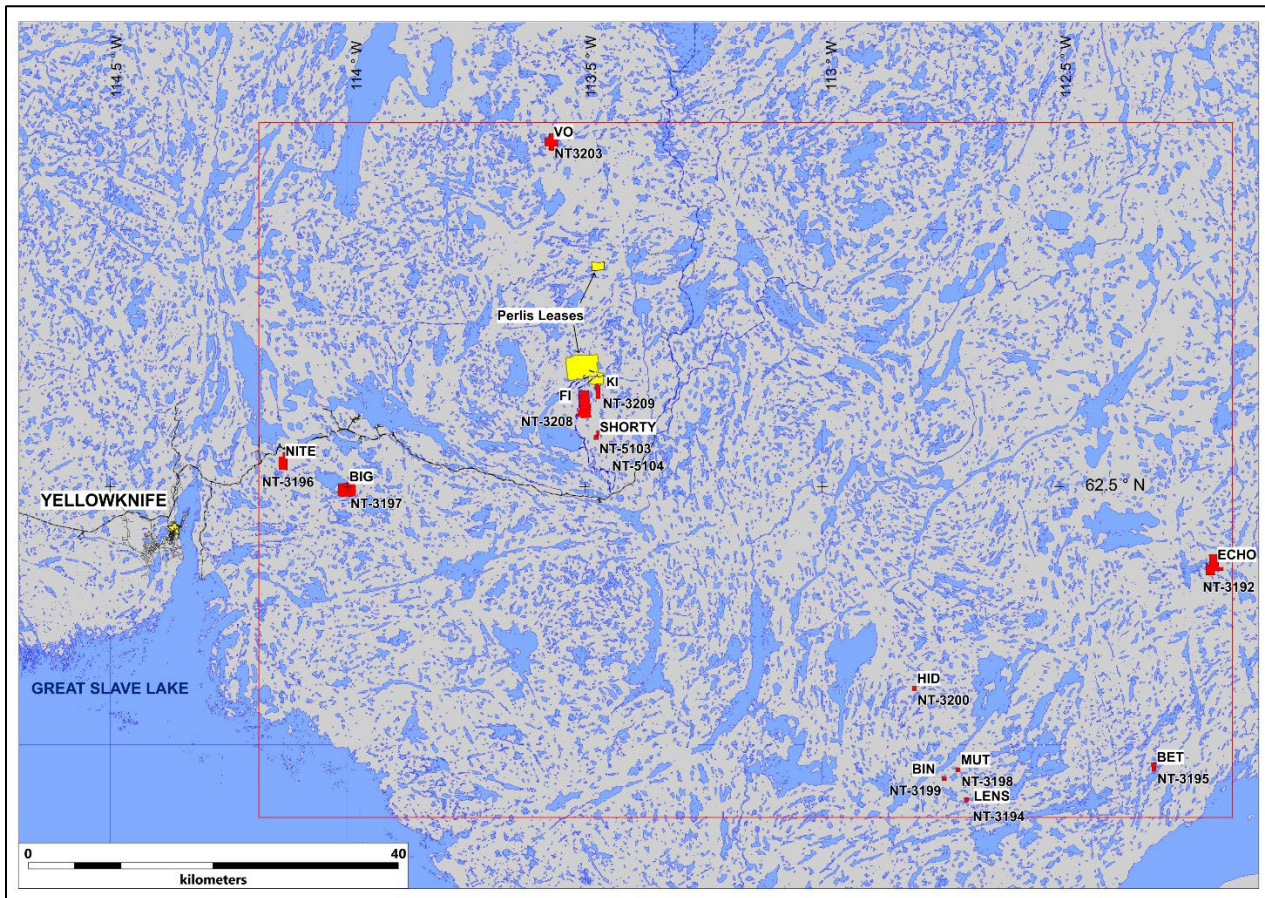 114.5 ° W
114 ° W
113.5 ° W
113 ° W
112.5 ° W
VO
NT3203
Perlis Leases
KI
FI
NT-3209
NT-3208
SHORTY
NT-5103
NT-5104
NITE
NT-3196
BIG
NT-3197
YELLOWKNIFE
62.5 ° N
ECHO
NT-3192
GREAT SLAVE LAKE
HID
NT-3200
MUT
BIN
NT-3198
NT-3199
LENS
NT-3194
BET
NT-3195
0 40
kilometers